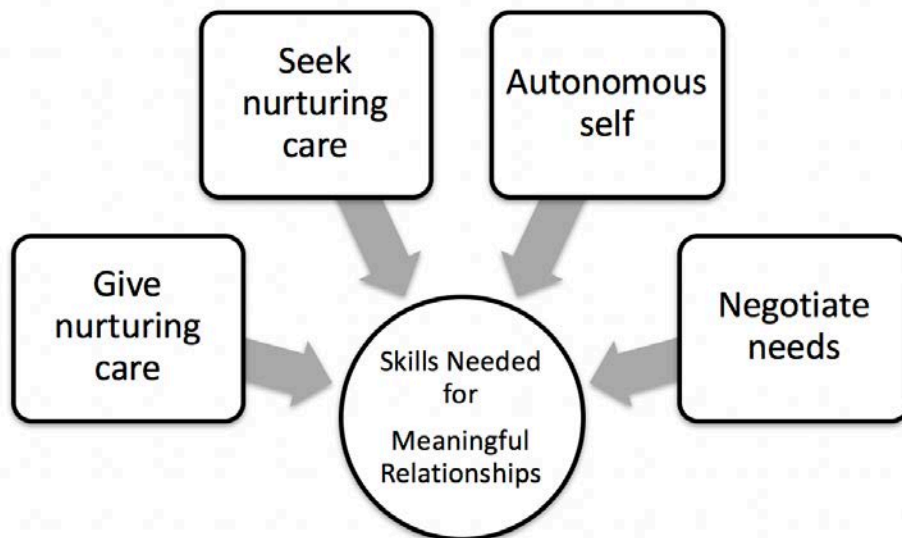 Give
nurturing
care
Seek
nurturing
care
Autonomous
self
Negotiate
needs
Skills Needed
for
Meaningful
Relationships